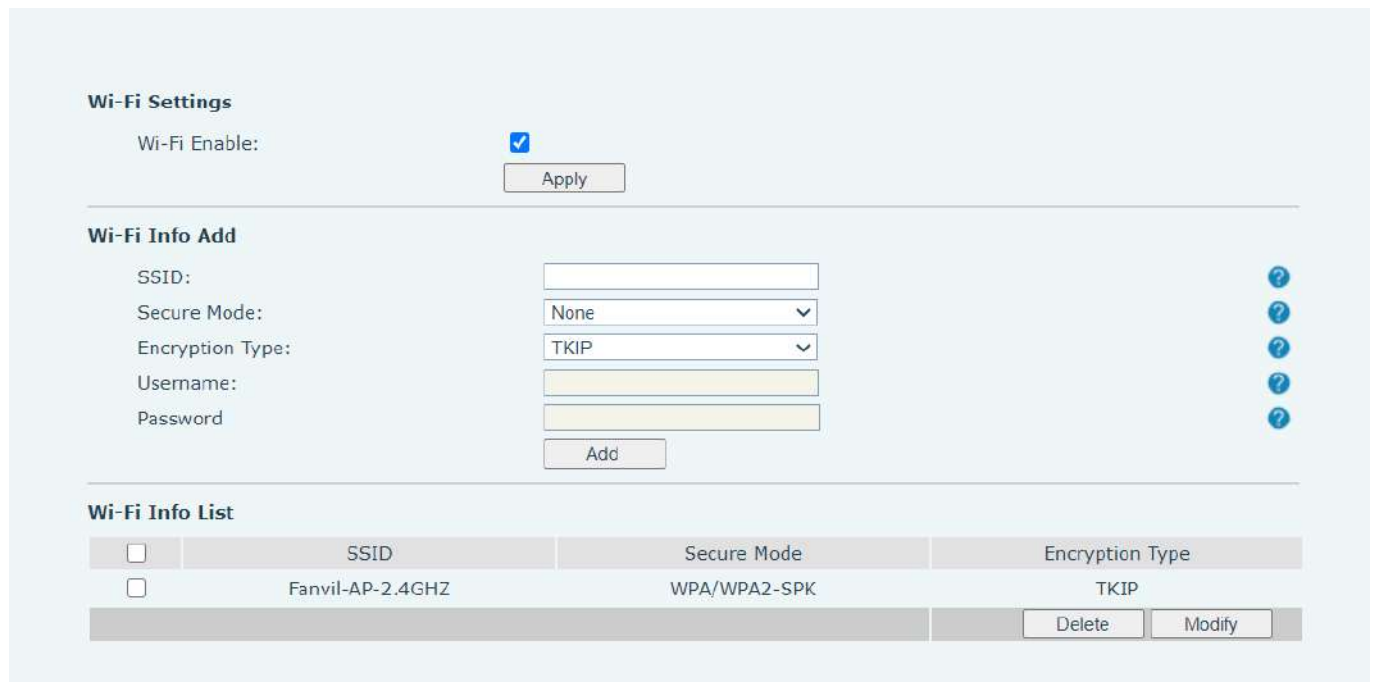 Wi-Fi Settings
Wi-Fi Enable:
Apply
Wi-Fi Info Add
SSID:
Secure Mode: None
Encryption Type: TKIP
Username:
Password
Add
Wi-Fi Info List
SSID Secure Mode Encryption Type
Fanvil-AP-2.4GHZ WPA/WPA2-SPK TKIP
Delete Modify